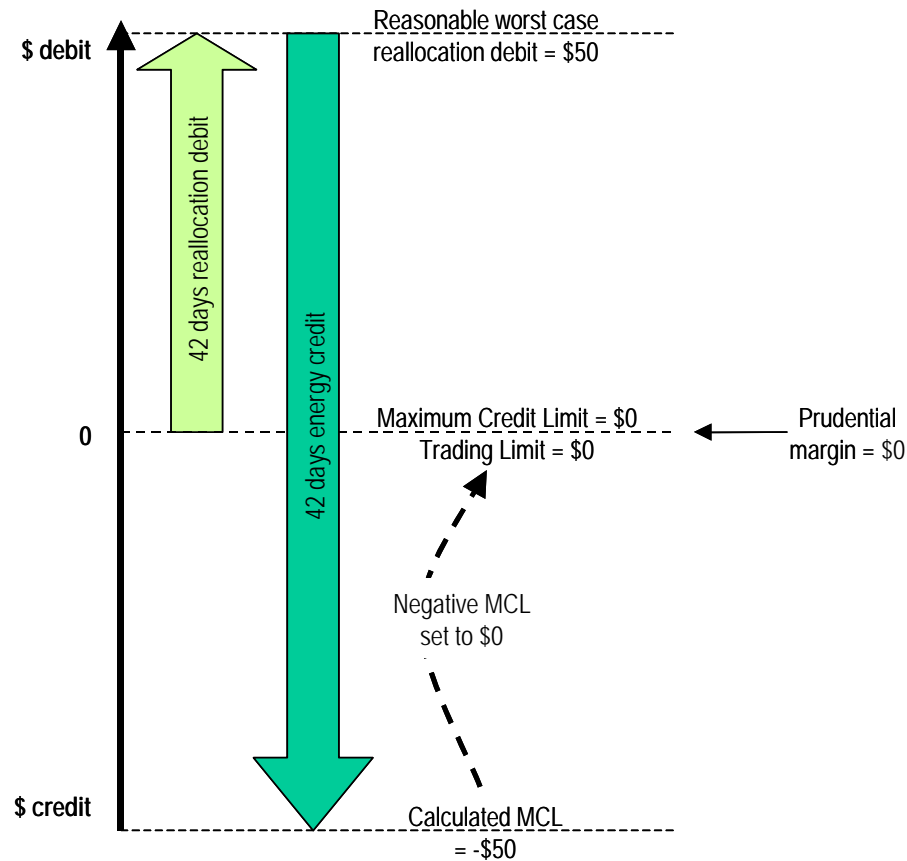 Reasonable worst case
reallocation debit = $50
$ debit
42 days reallocation debit
42 days energy credit
0
Maximum Credit Limit = $0
Trading Limit = $0
Prudential
margin = $0
Negative MCL
set to $0
$ credit
Calculated MCL
= -$50